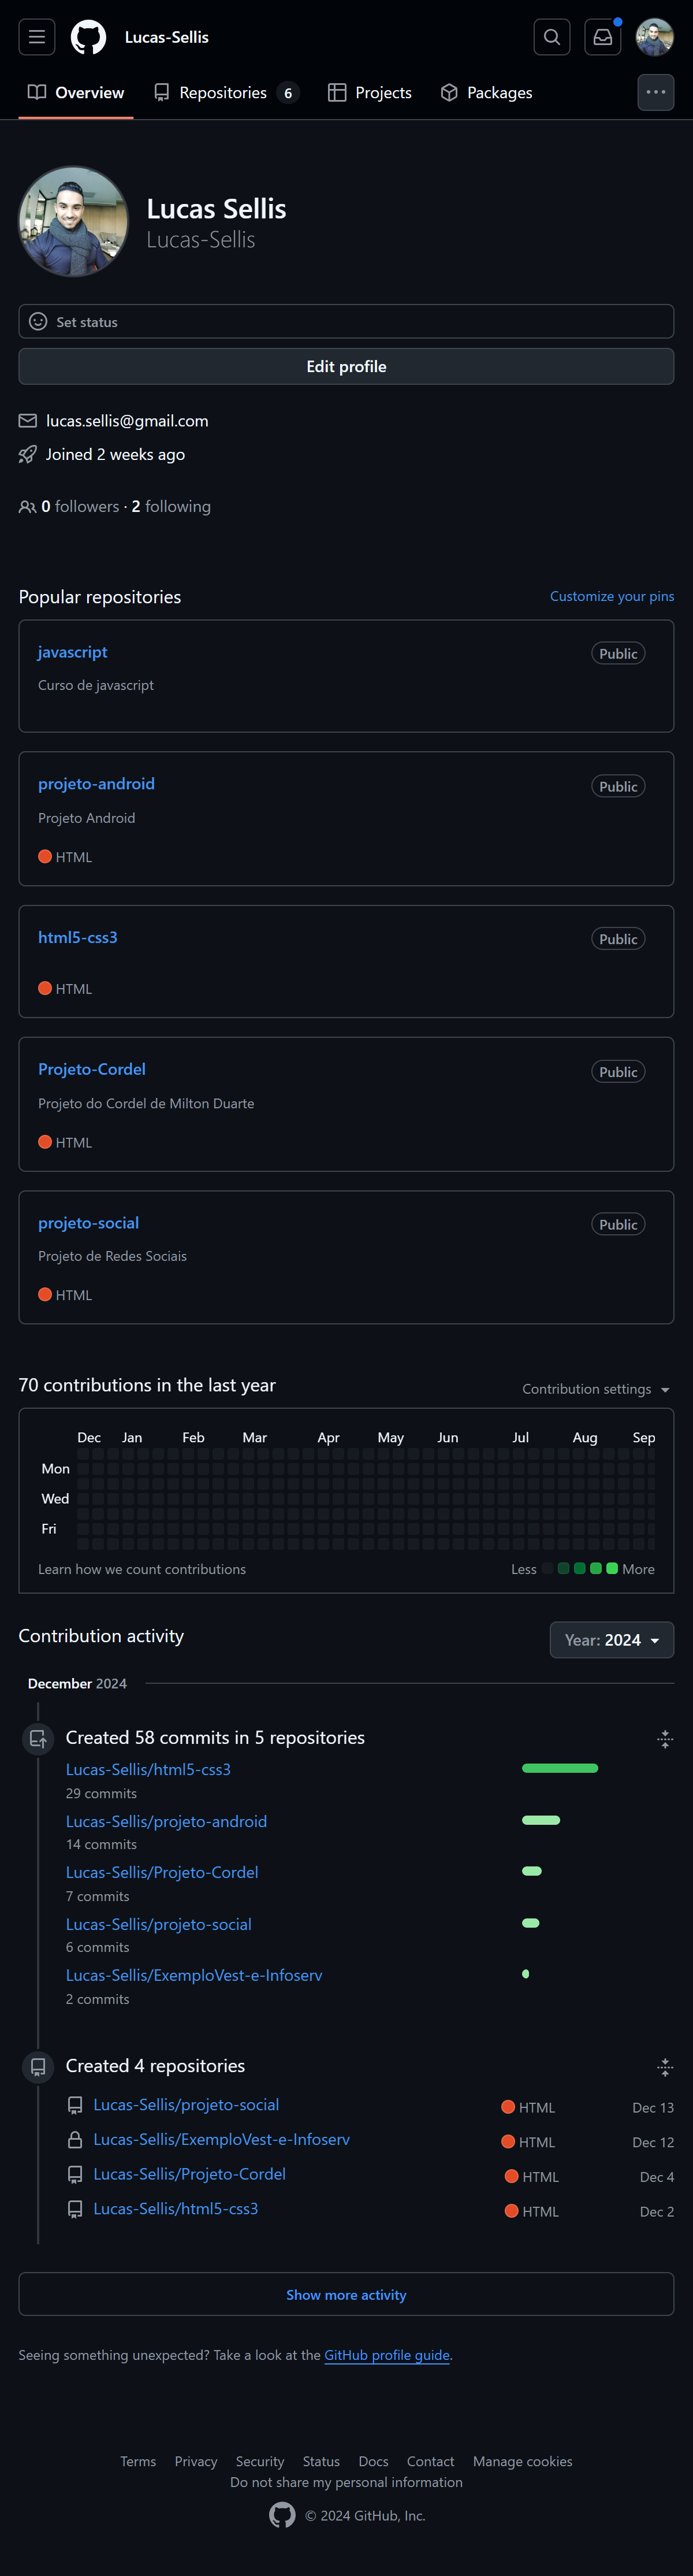 Lucas-Sellis
Overview Repositories 6 Projects Packages
Lucas Sellis
Lucas-Sellis
Set status
Edit profile
lucas.sellis@gmail.com
Joined 2 weeks ago
0 followers · 2 following
Popular repositories Customize your pins
javascript Public
Curso de javascript
projeto-android Public
Projeto Android
HTML
html5-css3 Public
HTML
Projeto-Cordel Public
Projeto do Cordel de Milton Duarte
HTML
projeto-social Public
Projeto de Redes Sociais
HTML
70 contributions in the last year Contribution settings
Dec Jan Feb Mar Apr May Jun Jul Aug Sep
Mon
Wed
Fri
Learn how we count contributions Less More
Contribution activity Year: 2024
December 2024
Created 58 commits in 5 repositories
Lucas-Sellis/html5-css3
29 commits
Lucas-Sellis/projeto-android
14 commits
Lucas-Sellis/Projeto-Cordel
7 commits
Lucas-Sellis/projeto-social
6 commits
Lucas-Sellis/ExemploVest-e-Infoserv
2 commits
Created 4 repositories
Lucas-Sellis/projeto-social HTML Dec 13
Lucas-Sellis/ExemploVest-e-Infoserv HTML Dec 12
Lucas-Sellis/Projeto-Cordel HTML Dec 4
Lucas-Sellis/html5-css3 HTML Dec 2
Show more activity
Seeing something unexpected? Take a look at the GitHub profile guide.
Terms Privacy Security Status Docs Contact Manage cookies
Do not share my personal information
© 2024 GitHub, Inc.